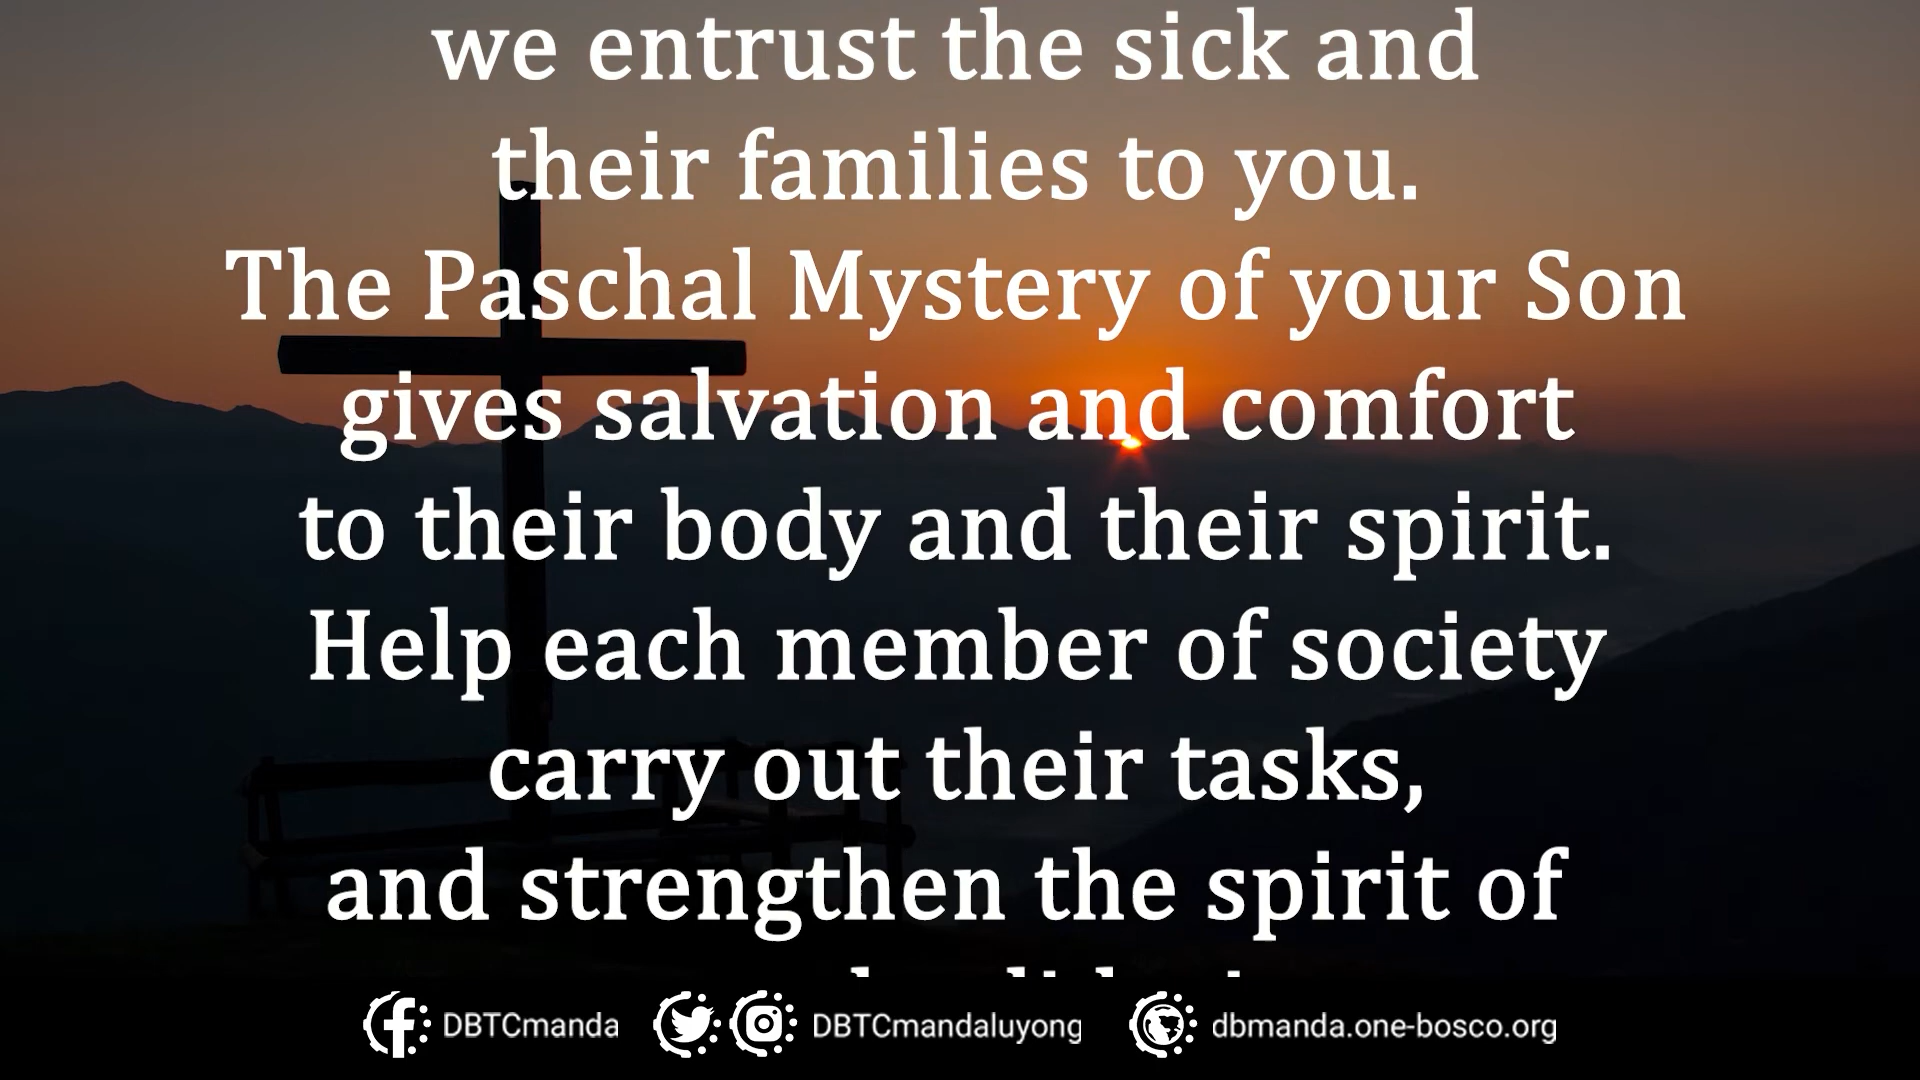 we entrust the sick and
their families to you.
The Paschal Mystery of your Son
gives salvation and comfort
to their body and their spirit.
Help each member of society
carry out their tasks,
and strengthen the spirit of
DBTCmanda DBTCmandaluyong dbmanda.one-bosco.org